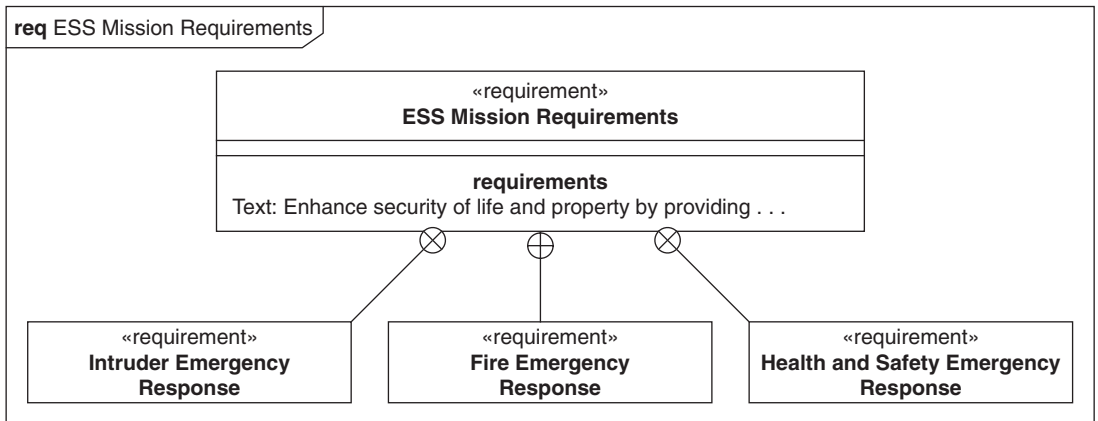 req ESS Mission Requirements
«requirement»
ESS Mission Requirements
requirements
Text: Enhance security of life and property by providing . . .
«requirement»
Intruder Emergency
Response
«requirement»
Fire Emergency
Response
«requirement»
Health and Safety Emergency
Response